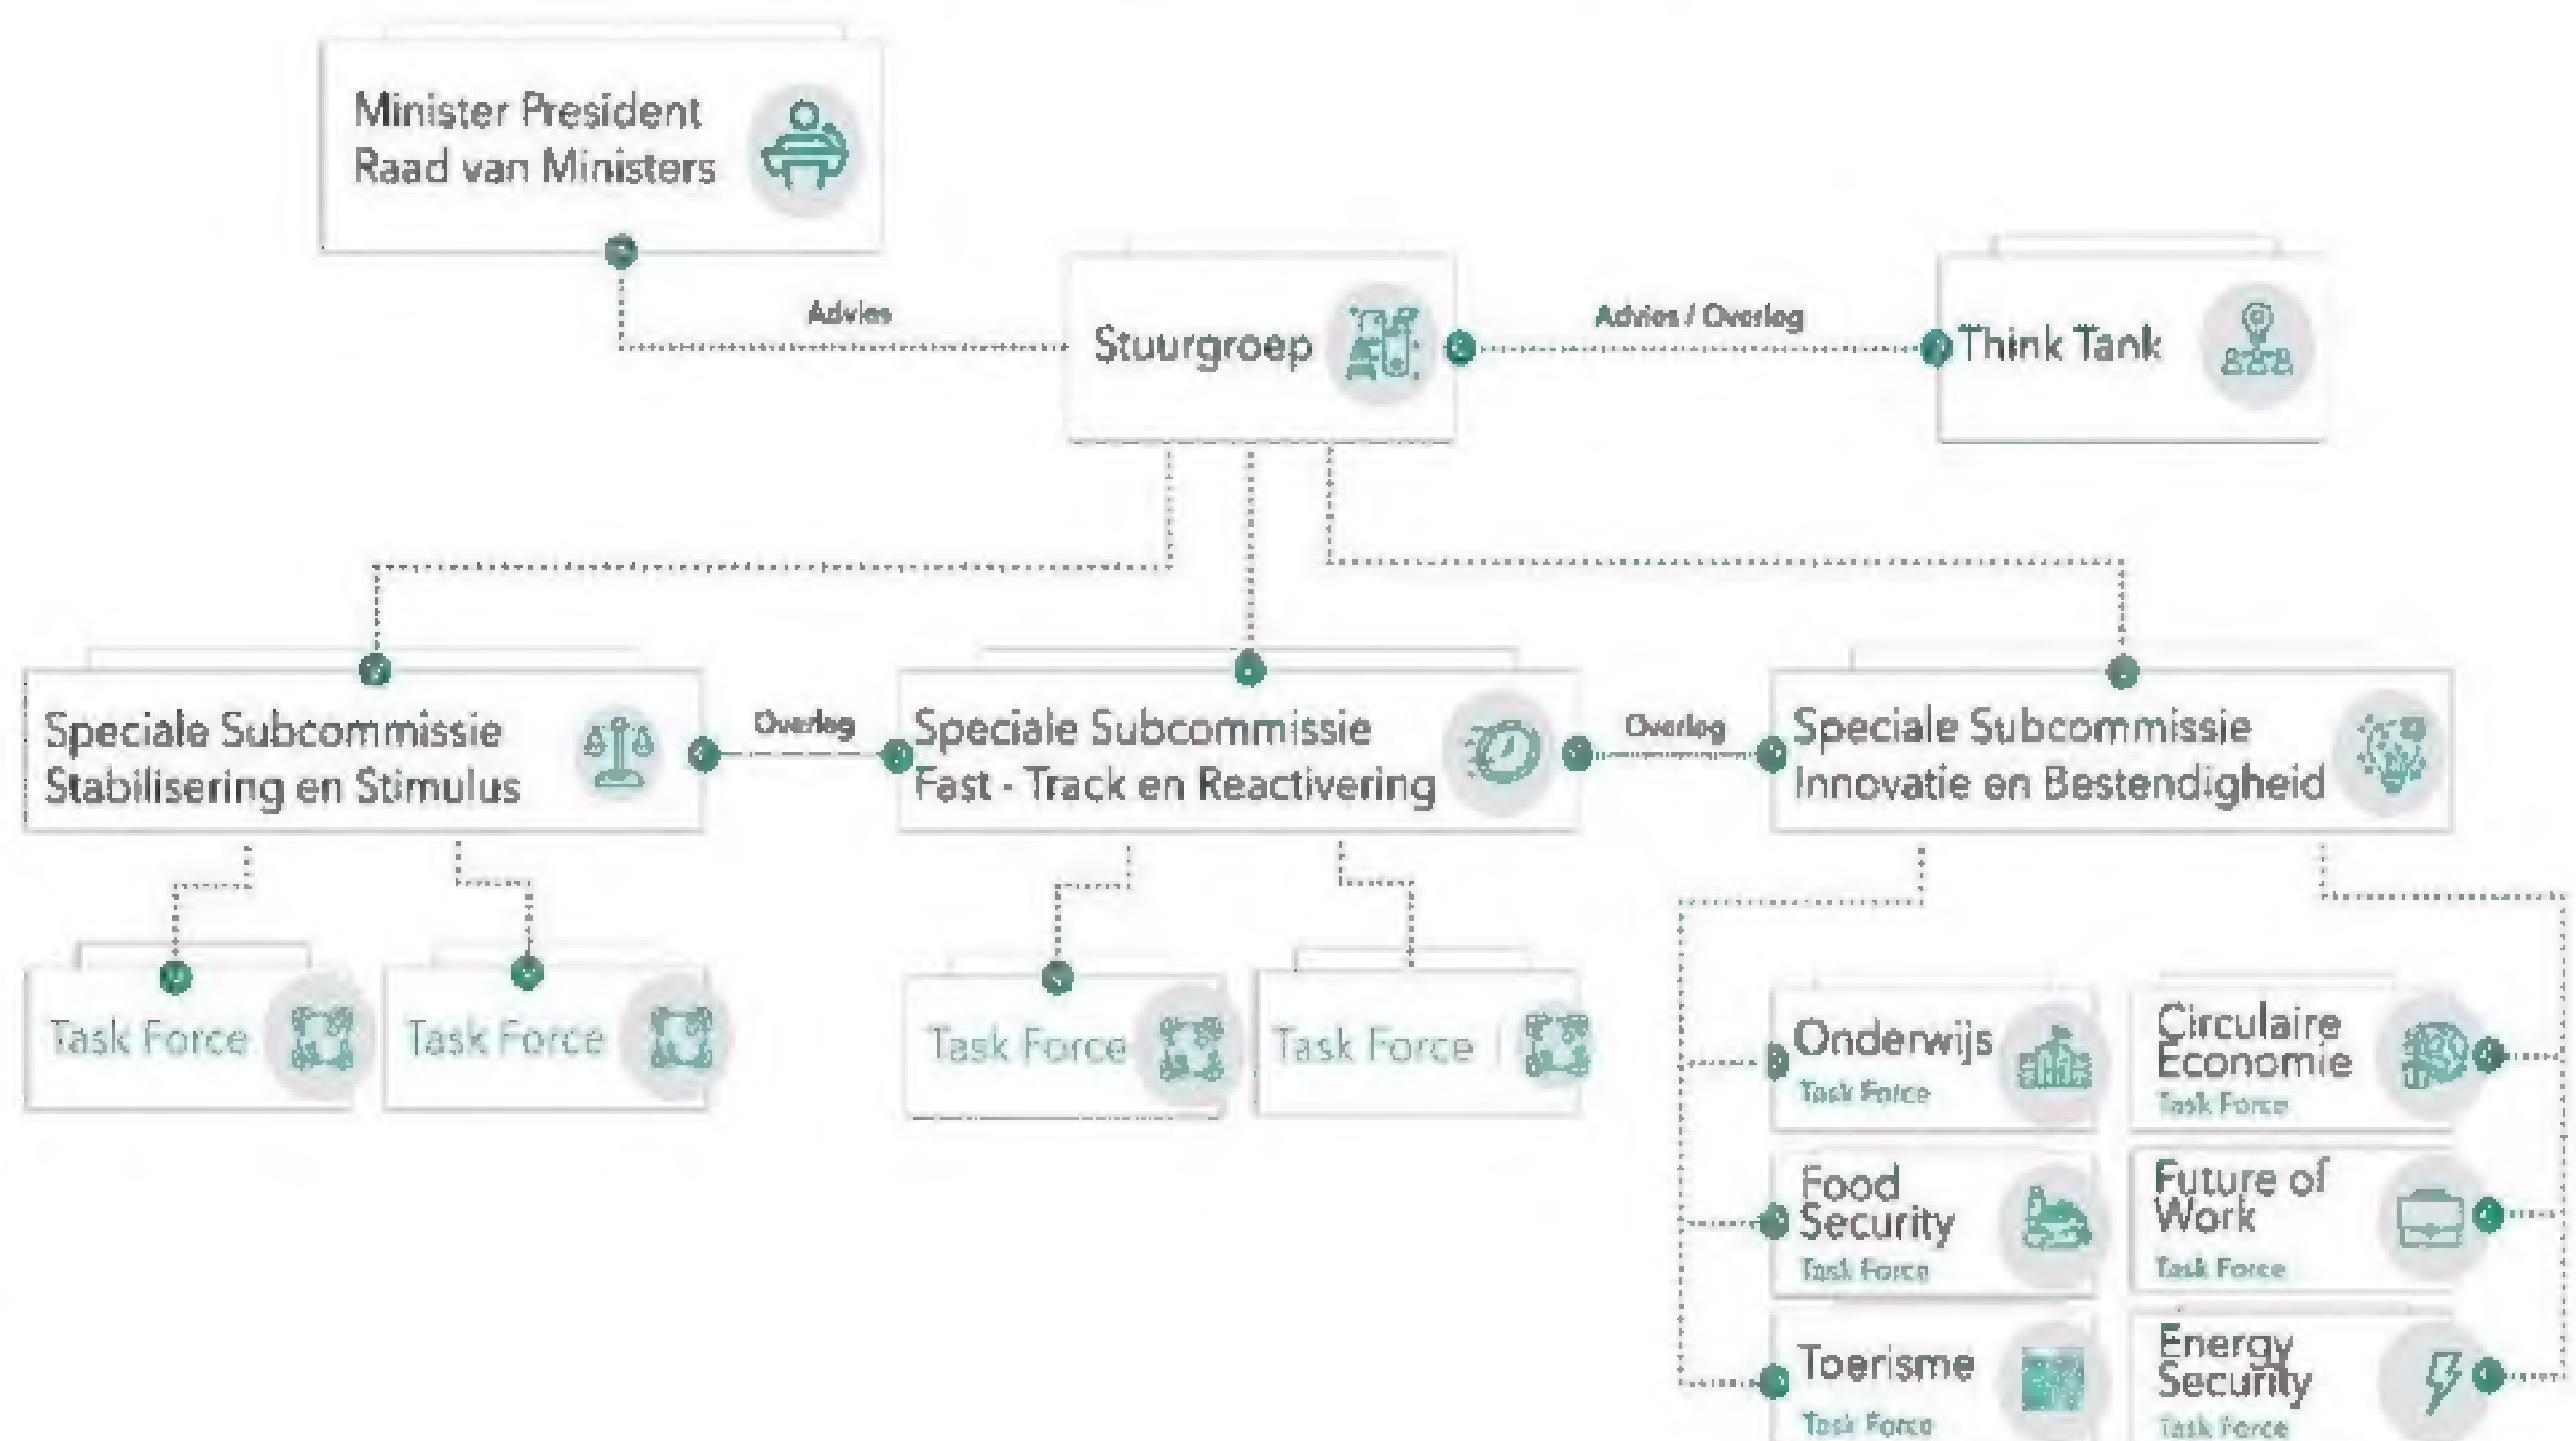 Minister President
Raad van Ministers
Advies
Stuurgroep
Advies / Overleg
Think Tank
Speciale Subcommissie
Stabilisering en Stimulus
Overleg
Speciale Subcommissie
Fast - Track en Reactivering
Overleg
Speciale Subcommissie
Innovatie en Bestendigheid
Task Force
Task Force
Task Force
Task Force
Onderwijs
Task Force
Circulaire
Economie
Task Force
Food
Security
Task Force
Future of
Work
Task Force
Toerisme
Task Force
Energy
Security
Task Force